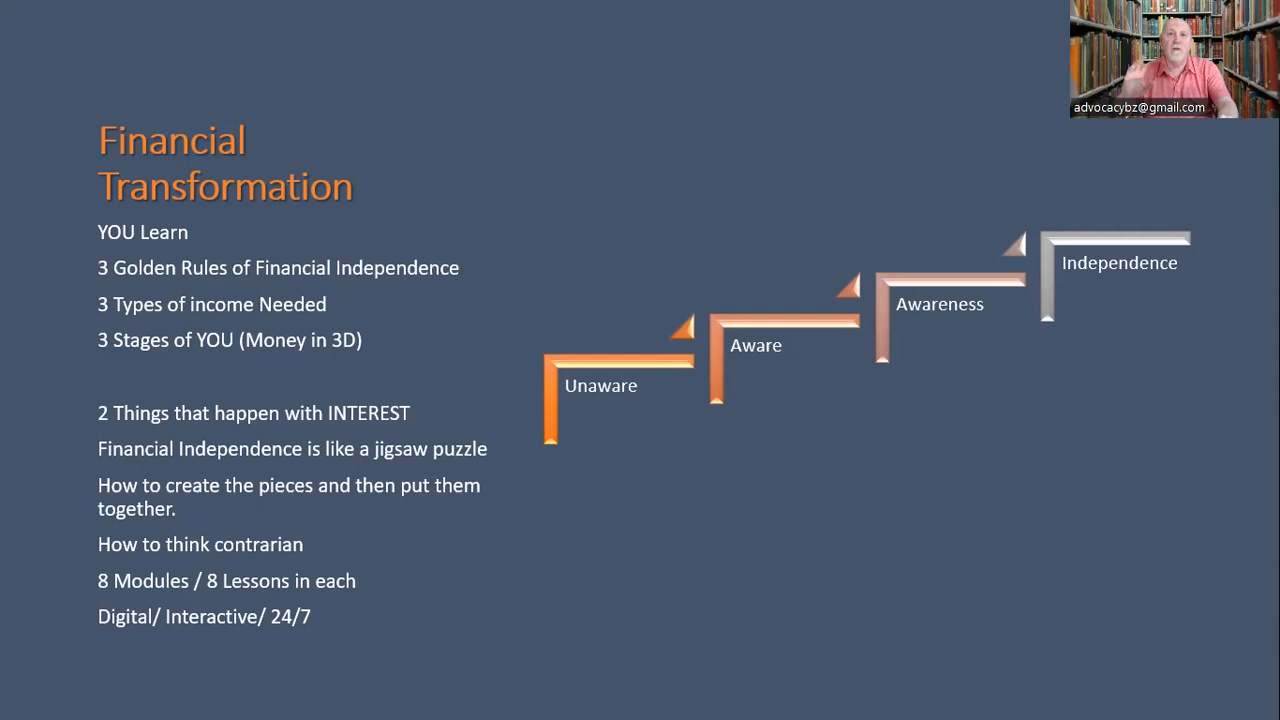 advocacybz@gmail.com
Financial
Transformation
YOU Learn
3 Golden Rules of Financial Independence
3 Types of income Needed
3 Stages of YOU (Money in 3D)
2 Things that happen with INTEREST
Financial Independence is like a jigsaw puzzle
How to create the pieces and then put them
together.
How to think contrarian
8 Modules / 8 Lessons in each
Digital/ Interactive/ 24/7
Unaware
Aware
Awareness
Independence